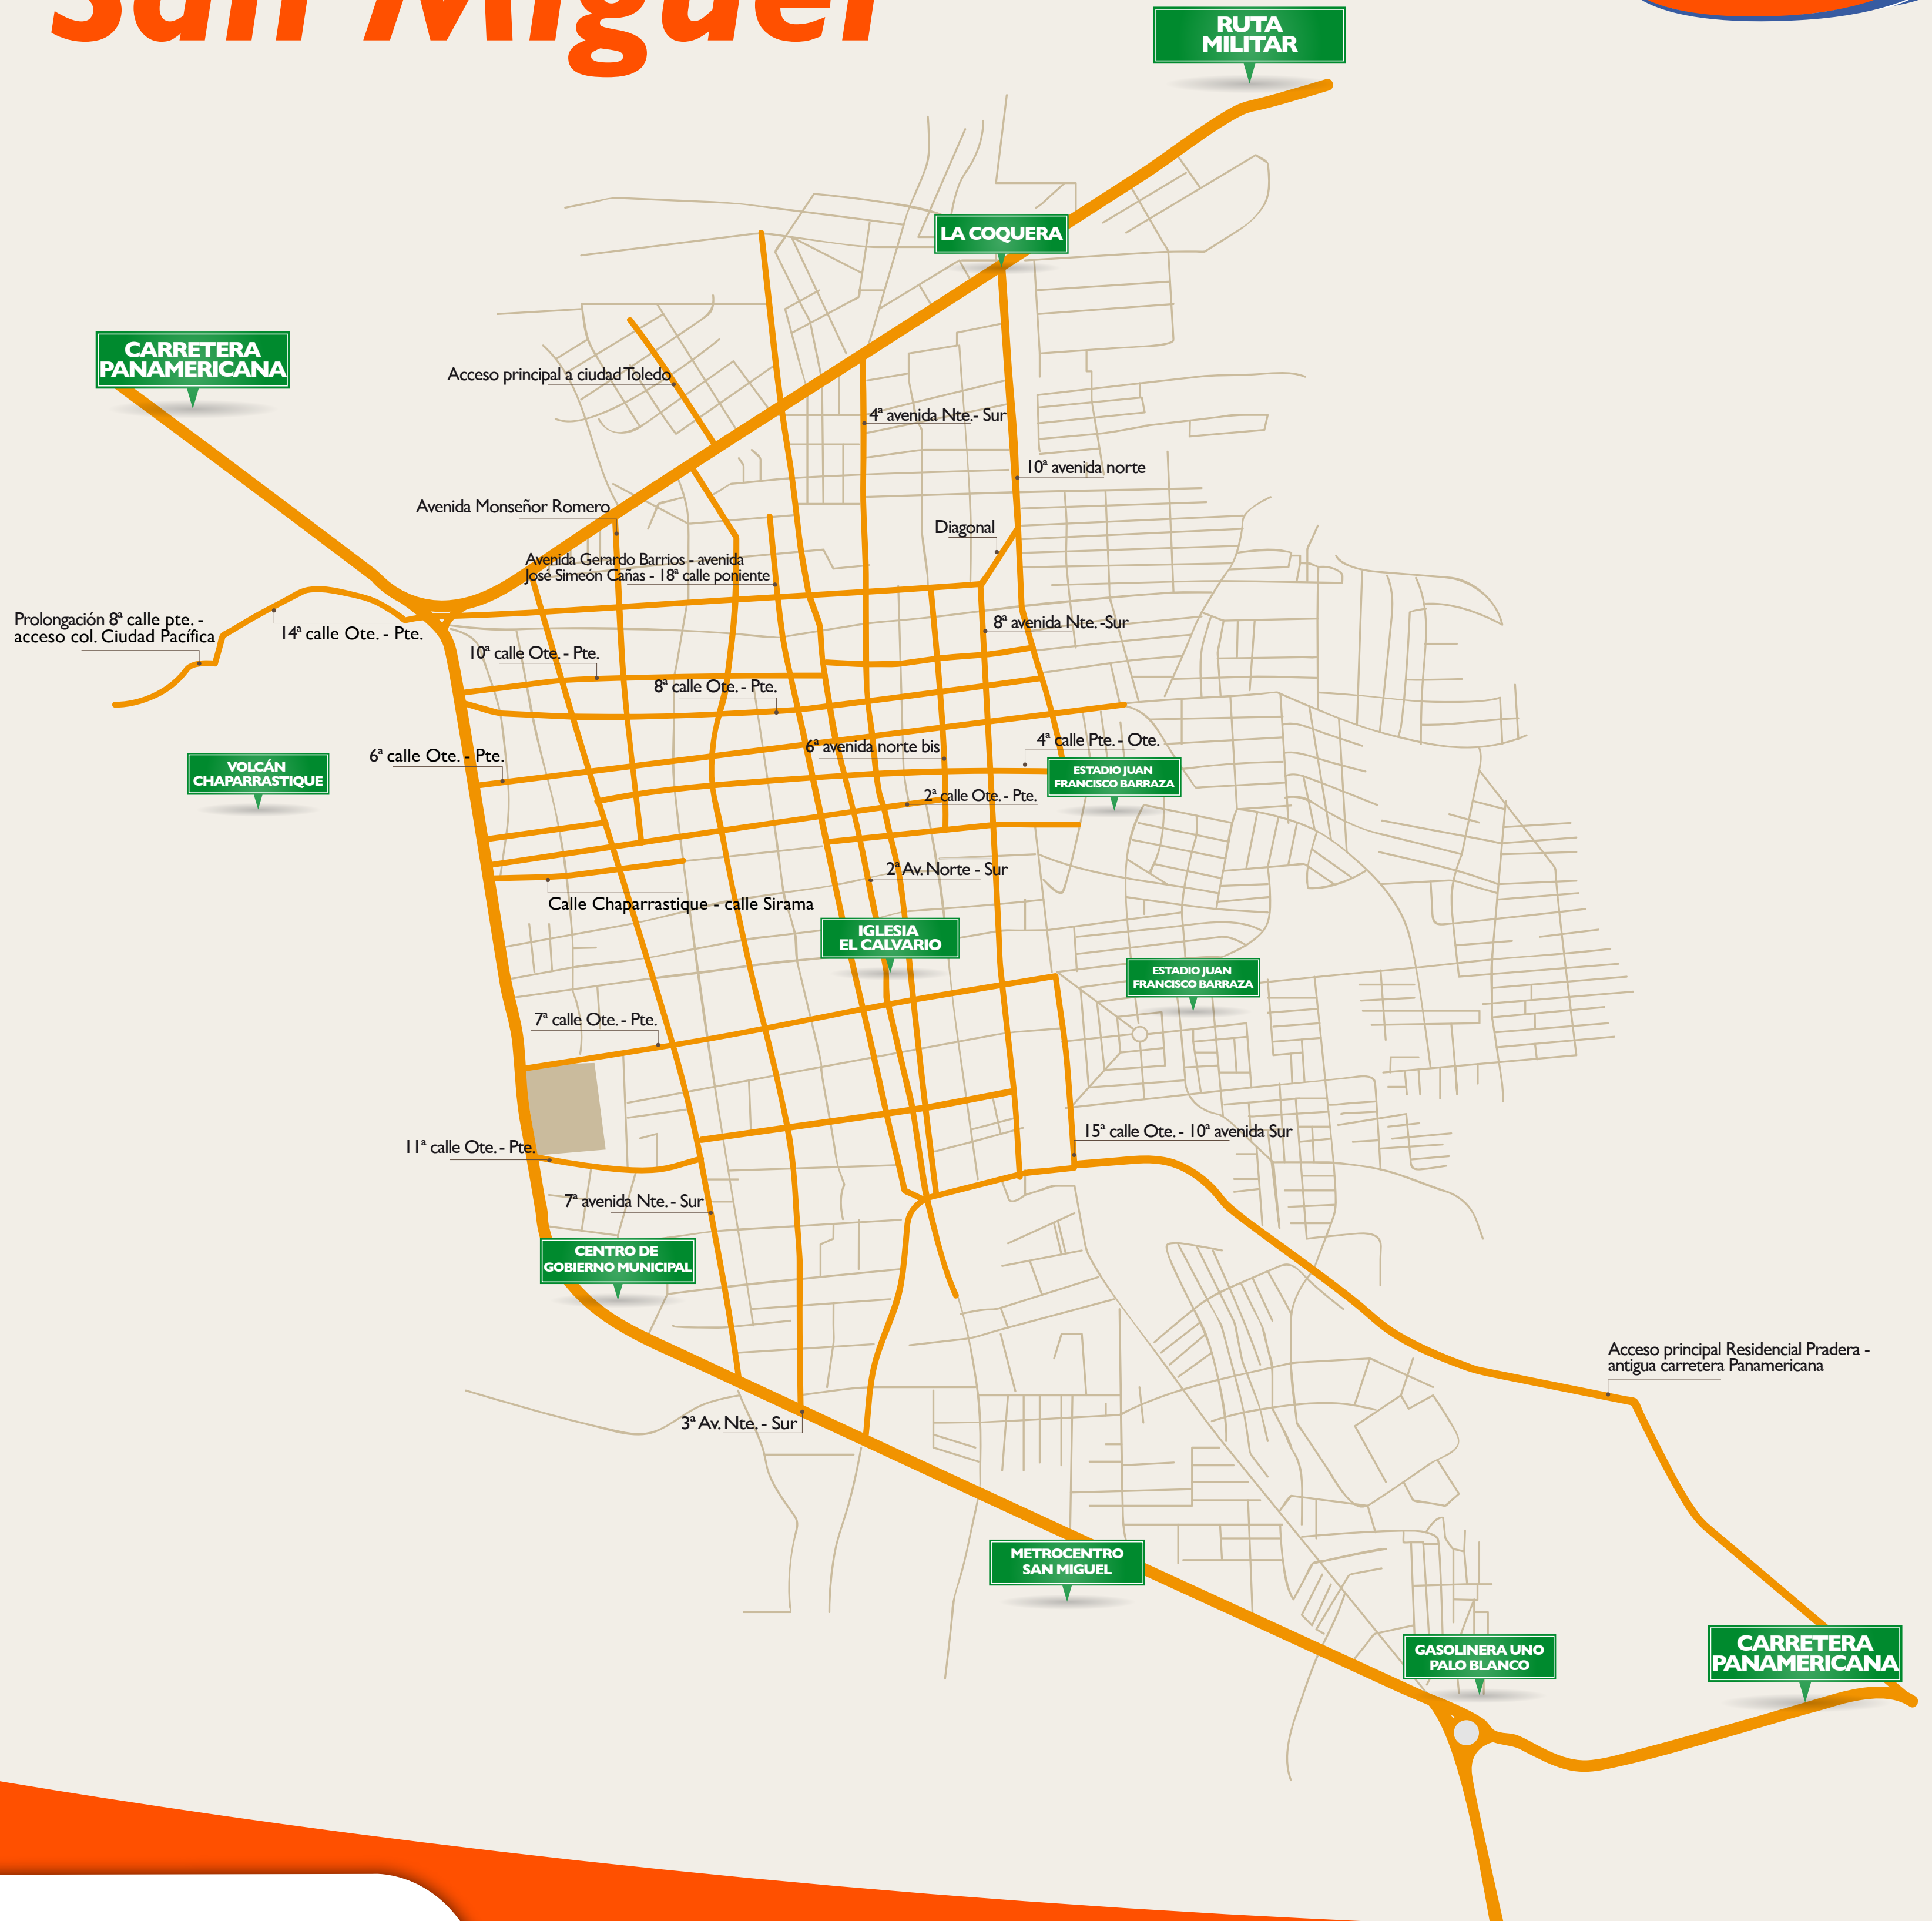 San Miguel
RUTA
MILITAR
LA COQUERA
CARRETERA
PANAMERICANA
Acceso principal a ciudad Toledo
4ª avenida Nte.- Sur
10ª avenida norte
Avenida Monseñor Romero
Diagonal
Avenida Gerardo Barrios - avenida
José Simeón Cañas - 18ª calle poniente
Prolongación 8ª calle pte. -
acceso col. Ciudad Pacífica
14ª calle Ote. - Pte.
8ª avenida Nte. -Sur
10ª calle Ote. - Pte.
8ª calle Ote. - Pte.
6ª calle Ote. - Pte.
6ª avenida norte bis
4ª calle Pte. - Ote.
VOLCÁN
CHAPARRASTIQUE
ESTADIO JUAN
FRANCISCO BARRAZA
2ª calle Ote. - Pte.
2ª Av. Norte - Sur
Calle Chaparrastique - calle Sirama
IGLESIA
EL CALVARIO
ESTADIO JUAN
FRANCISCO BARRAZA
7ª calle Ote. - Pte.
11ª calle Ote. - Pte.
15ª calle Ote. - 10ª avenida Sur
7ª avenida Nte. - Sur
CENTRO DE
GOBIERNO MUNICIPAL
Acceso principal Residencial Pradera -
antigua carretera Panamericana
3ª Av. Nte. - Sur
METROCENTRO
SAN MIGUEL
GASOLINERA UNO
PALO BLANCO
CARRETERA
PANAMERICANA